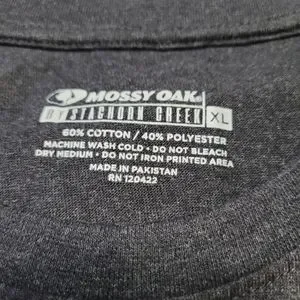 MOSSY OAK
BY STAGHORN CREEK XL
60% COTTON / 40% POLYESTER
MACHINE WASH COLD • DO NOT BLEACH
DRY MEDIUM • DO NOT IRON PRINTED AREA
MADE IN PAKISTAN
RN 120422